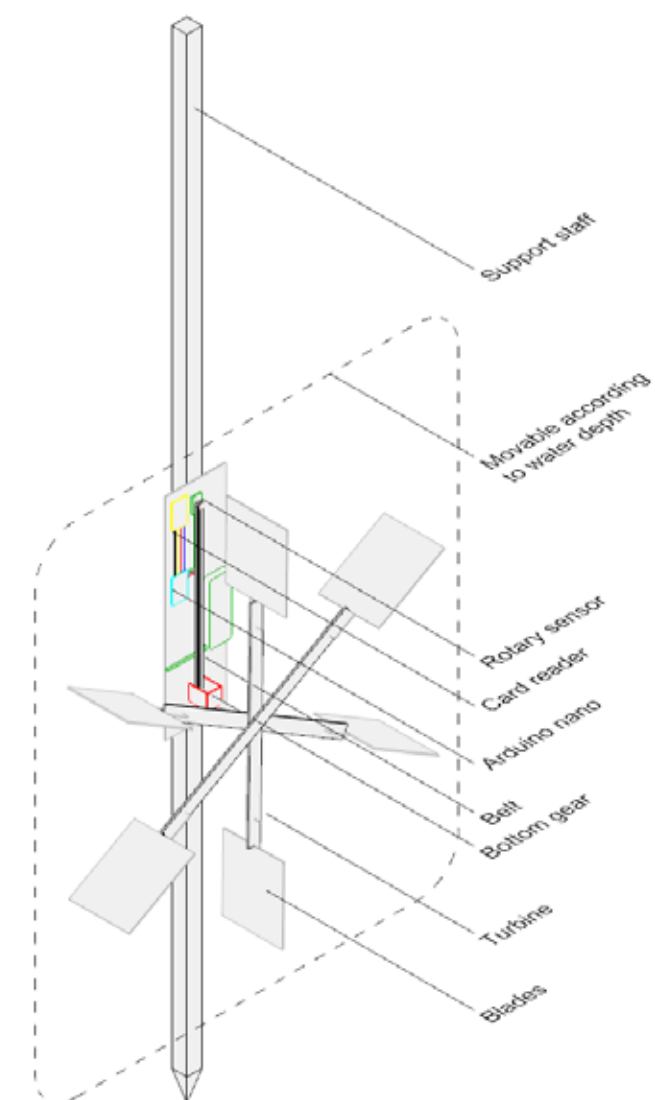 Support staff
Movable according
to water depth
Rotary sensor
Card reader
Arduino nano
Belt
Bottom gear
Turbine
Blades